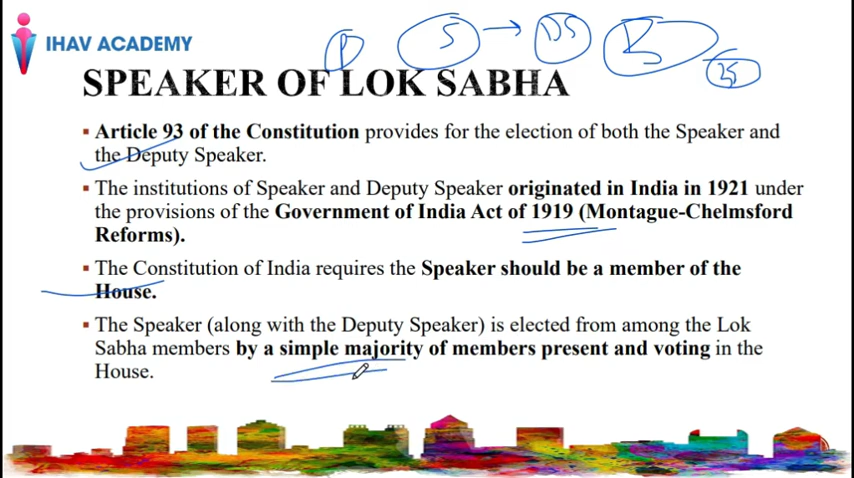 IHAV ACADEMY
P S → DS
SPEAKER OF LOK SABHA
▪ Article 93 of the Constitution provides for the election of both the Speaker and
the Deputy Speaker.
▪ The institutions of Speaker and Deputy Speaker originated in India in 1921 under
the provisions of the Government of India Act of 1919 (Montague-Chelmsford
Reforms).
▪ The Constitution of India requires the Speaker should be a member of the
House.
▪ The Speaker (along with the Deputy Speaker) is elected from among the Lok
Sabha members by a simple majority of members present and voting in the
House.